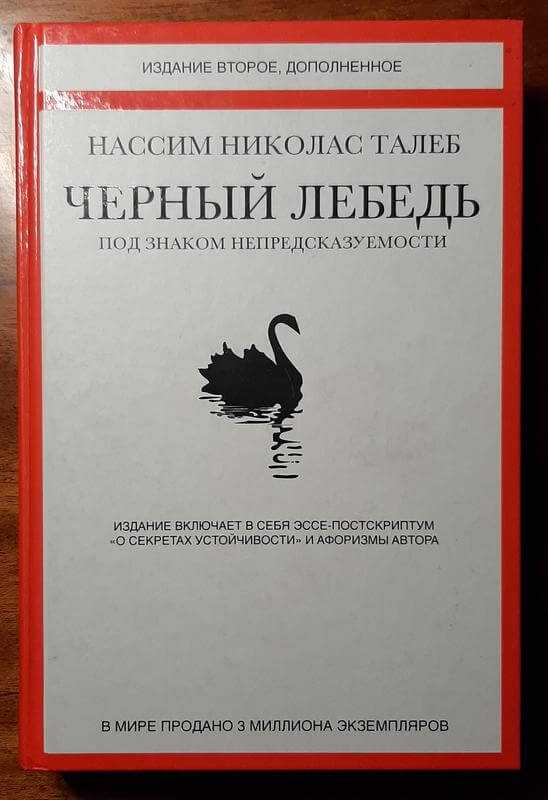 ИЗДАНИЕ ВТОРОЕ, ДОПОЛНЕННОЕ
НАССИМ НИКОЛАС ТАЛЕБ
ЧЕРНЫЙ ЛЕБЕДЬ
ПОД ЗНАКОМ НЕПРЕДСКАЗУЕМОСТИ
ИЗДАНИЕ ВКЛЮЧАЕТ В СЕБЯ ЭССЕ-ПОСТСКРИПТУМ
«О СЕКРЕТАХ УСТОЙЧИВОСТИ» И АФОРИЗМЫ АВТОРА
В МИРЕ ПРОДАНО 3 МИЛЛИОНА ЭКЗЕМПЛЯРОВ